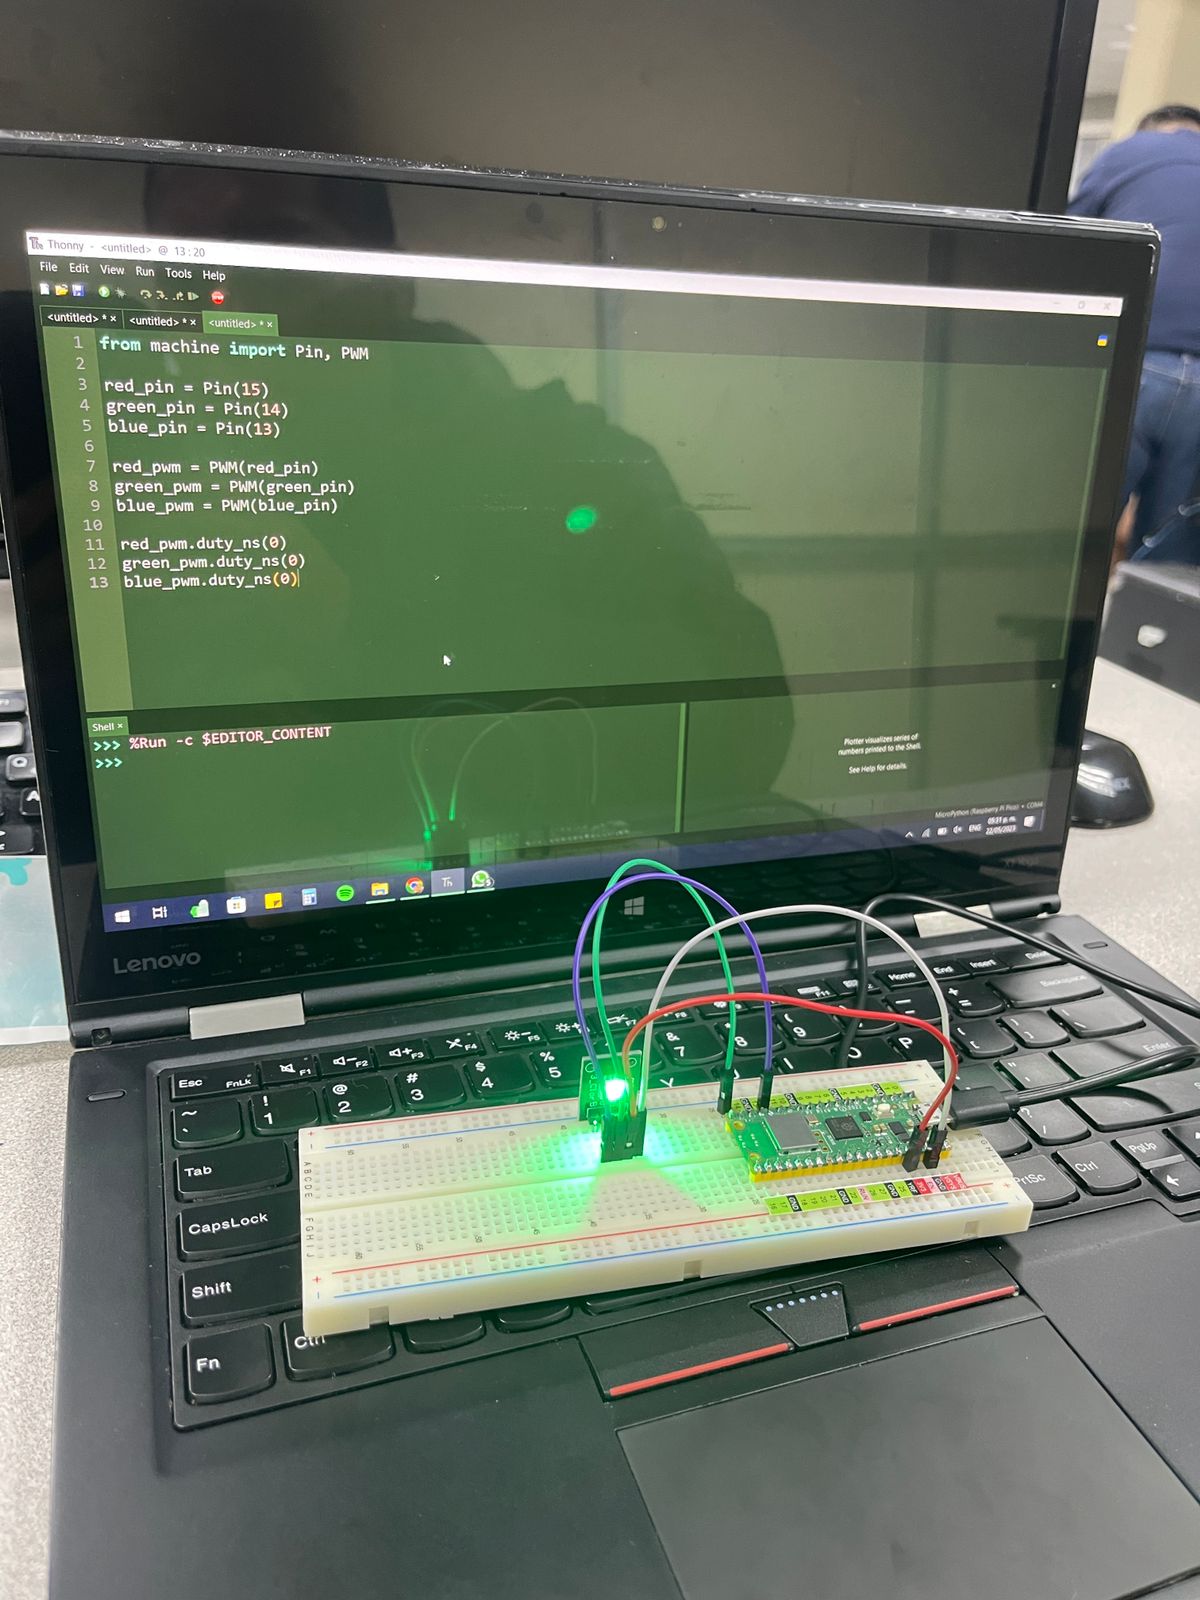 Thonny - <untitled> @ 13:20
File Edit View Run Tools Help
<untitled> * × <untitled> * × <untitled> * ×
1 from machine import Pin, PWM
2
3 red_pin = Pin(15)
4 green_pin = Pin(14)
5 blue_pin = Pin(13)
6
7 red_pwm = PWM(red_pin)
8 green_pwm = PWM(green_pin)
9 blue_pwm = PWM(blue_pin)
10
11 red_pwm.duty_ns(0)
12 green_pwm.duty_ns(0)
13 blue_pwm.duty_ns(0)
Shell ×
>>> %Run -c $EDITOR_CONTENT
>>>
Plotter visualizes series of
numbers printed to the Shell.
See Help for details.
MicroPython (Raspberry Pi Pico) • COM4
ENG 05:31 p. m.
22/05/2023
Th
Lenovo
Home End Insert
Backspace
Esc FnLk F1 F2 F3 F4 F5
~ ! 1 @ 2 # 3 $ 4 % 5 & 7 8 ( 9 - + =
Tab Y O P Enter
CapsLock
Shift
PrtSc Ctrl PgUp
Fn Ctrl
A B C D E
F G H I J